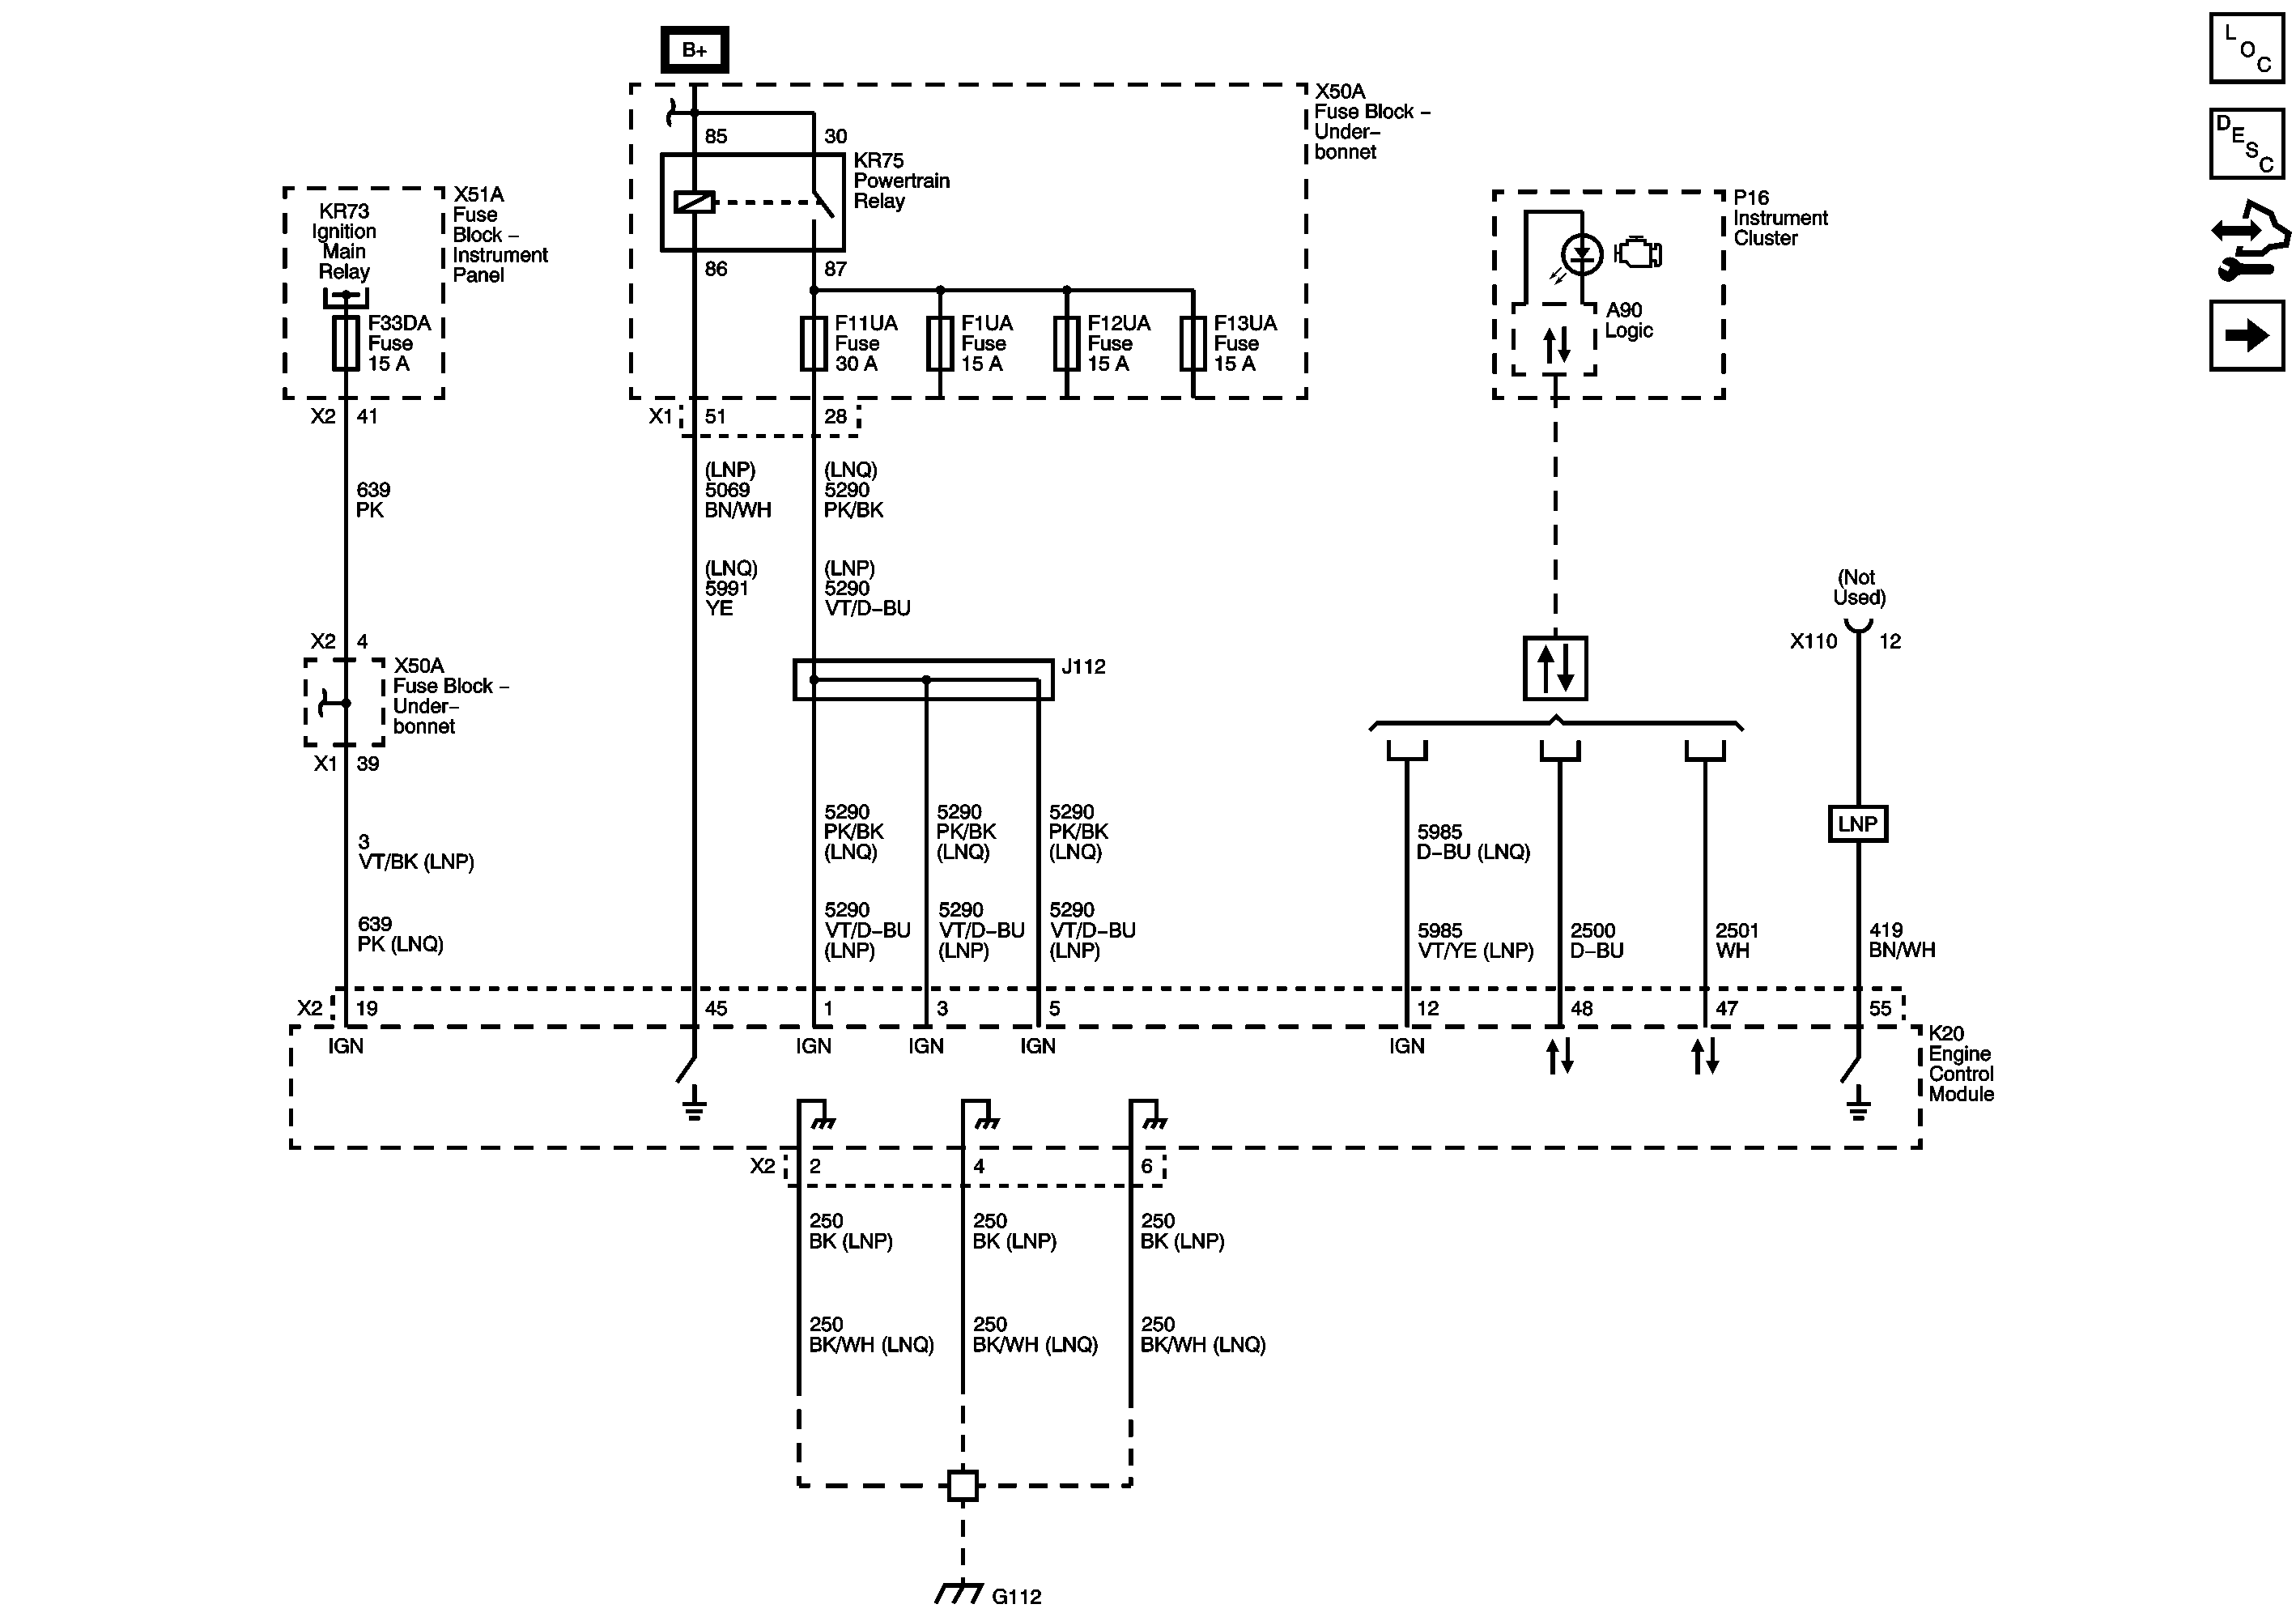 B+
L
O
C
D
E
S
C
X50A
Fuse Block –
Under–
bonnet
85
30
KR75
Powertrain
Relay
86
87
X51A
Fuse
Block –
Instrument
Panel
KR73
Ignition
Main
Relay
F33DA
Fuse
15 A
F11UA
Fuse
30 A
F1UA
Fuse
15 A
F12UA
Fuse
15 A
F13UA
Fuse
15 A
P16
Instrument
Cluster
A90
Logic
X2
41
X1
51
28
639
PK
(LNP)
5069
BN/WH
(LNQ)
5290
PK/BK
(LNQ)
5991
YE
(LNP)
5290
VT/D–BU
(Not
Used)
X110
12
X2
4
X50A
Fuse Block –
Under–
bonnet
X1
39
J112
LNP
3
VT/BK (LNP)
639
PK (LNQ)
5290
PK/BK
(LNQ)
5290
PK/BK
(LNQ)
5290
PK/BK
(LNQ)
5290
VT/D–BU
(LNP)
5290
VT/D–BU
(LNP)
5290
VT/D–BU
(LNP)
5985
D–BU (LNQ)
5985
VT/YE (LNP)
2500
D–BU
2501
WH
419
BN/WH
X2
19
45
1
3
5
12
48
47
55
IGN
IGN
IGN
IGN
IGN
K20
Engine
Control
Module
X2
2
4
6
250
BK (LNP)
250
BK (LNP)
250
BK (LNP)
250
BK/WH (LNQ)
250
BK/WH (LNQ)
250
BK/WH (LNQ)
G112